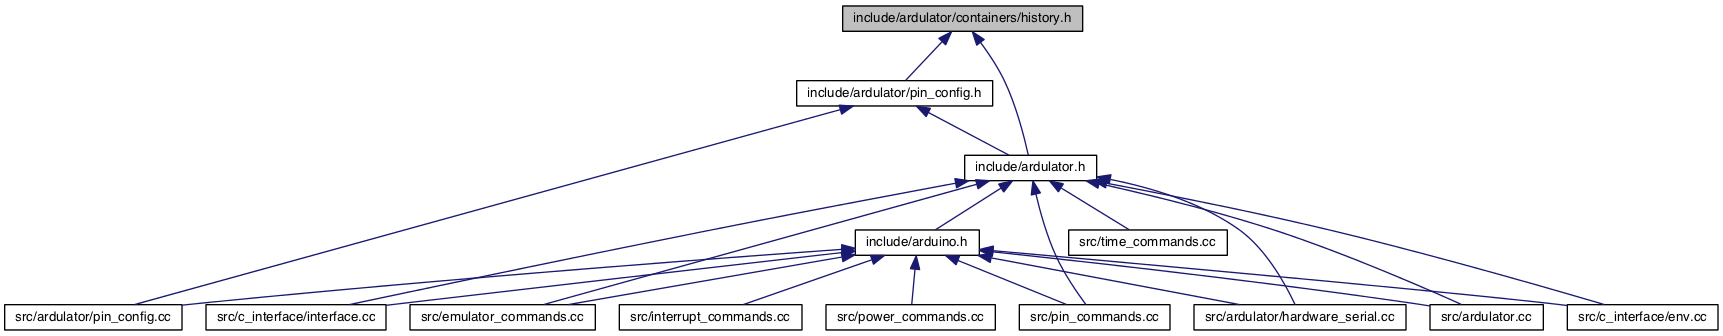 include/ardulator/containers/history.h
include/ardulator/pin_config.h
include/ardulator.h
include/arduino.h
src/time_commands.cc
src/ardulator/pin_config.cc
src/c_interface/interface.cc
src/emulator_commands.cc
src/interrupt_commands.cc
src/power_commands.cc
src/pin_commands.cc
src/ardulator/hardware_serial.cc
src/ardulator.cc
src/c_interface/env.cc